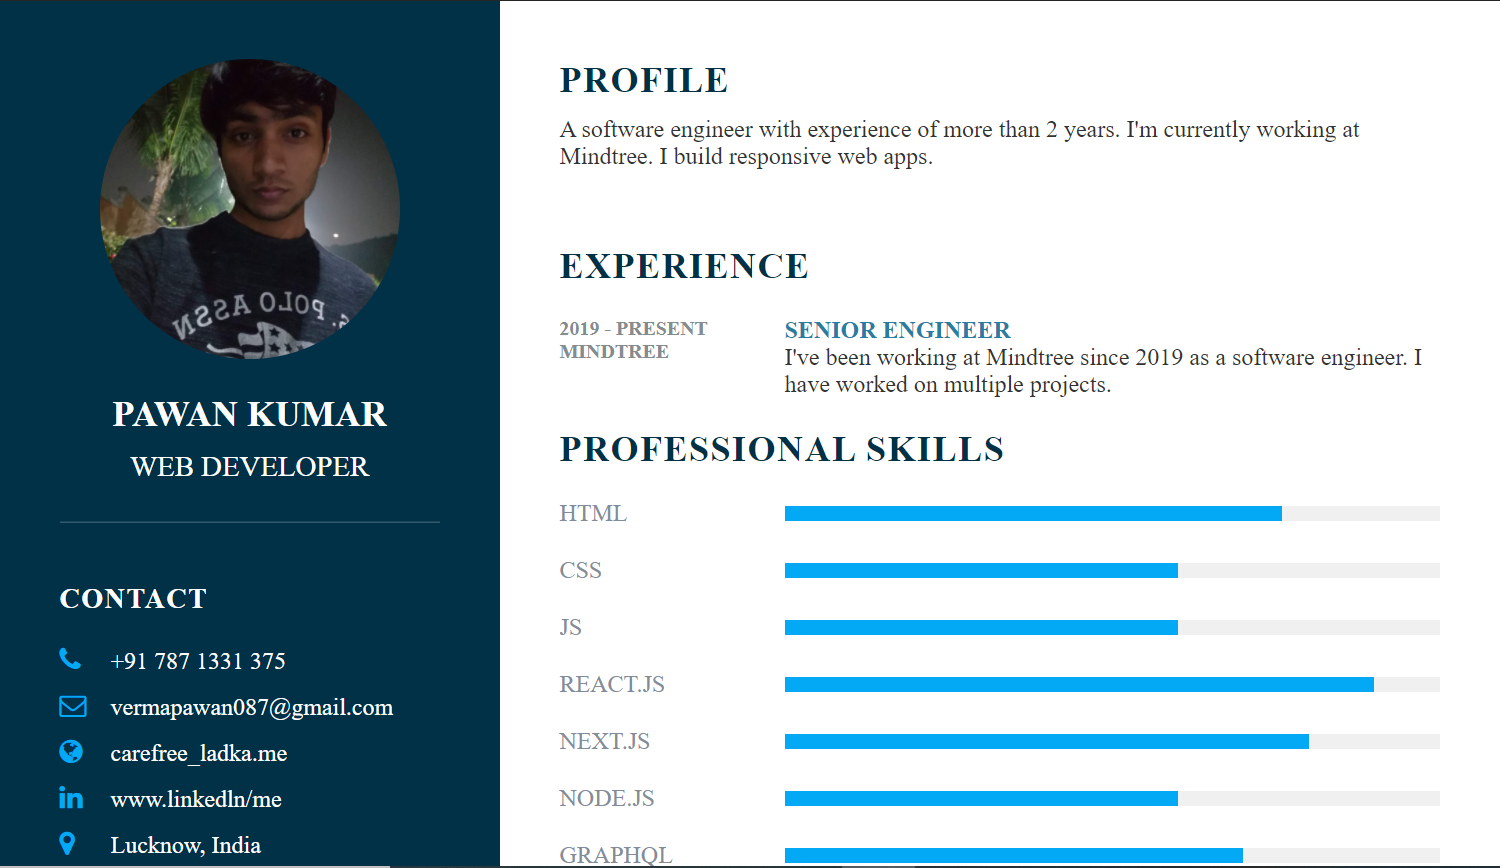 PAWAN KUMAR
WEB DEVELOPER
CONTACT
+91 787 1331 375
vermapawan087@gmail.com
carefree_ladka.me
www.linkedln/me
Lucknow, India
PROFILE
A software engineer with experience of more than 2 years. I'm currently working at
Mindtree. I build responsive web apps.
EXPERIENCE
2019 - PRESENT
MINDTREE
SENIOR ENGINEER
I've been working at Mindtree since 2019 as a software engineer. I
have worked on multiple projects.
PROFESSIONAL SKILLS
HTML
CSS
JS
REACT.JS
NEXT.JS
NODE.JS
GRAPHQL
S. POLO ASSN